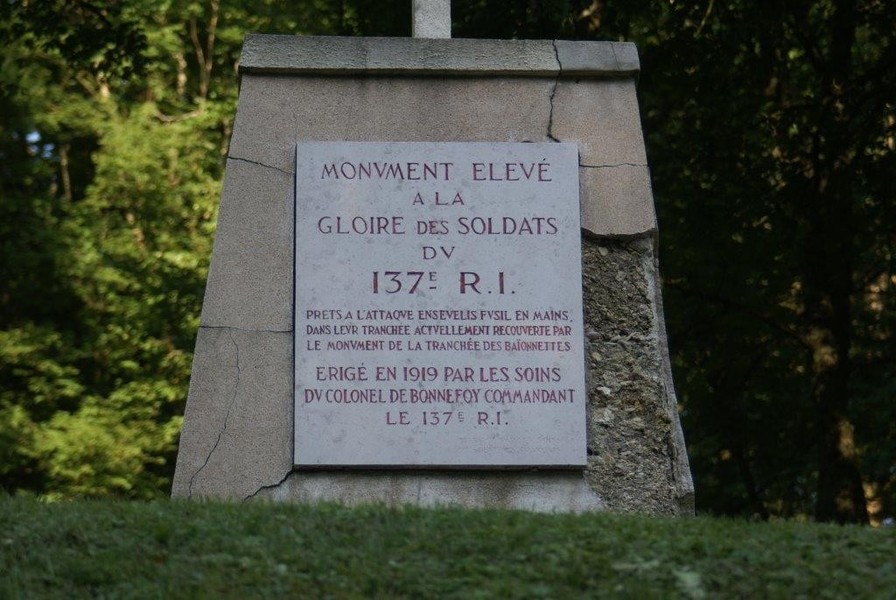 MONVMENT ELEVÉ
A LA
GLOIRE DES SOLDATS
DV
137E R.I.
PRETS A L'ATTAQVE ENSEVELIS FVSIL EN MAINS,
DANS LEVR TRANCHÉE ACTVELLEMENT RECOUVERTE PAR
LE MONVMENT DE LA TRANCHÉE DES BAÏONNETTES
ERIGÉ EN 1919 PAR LES SOINS
DV COLONEL DE BONNEFOY COMMANDANT
LE 137E R.I.